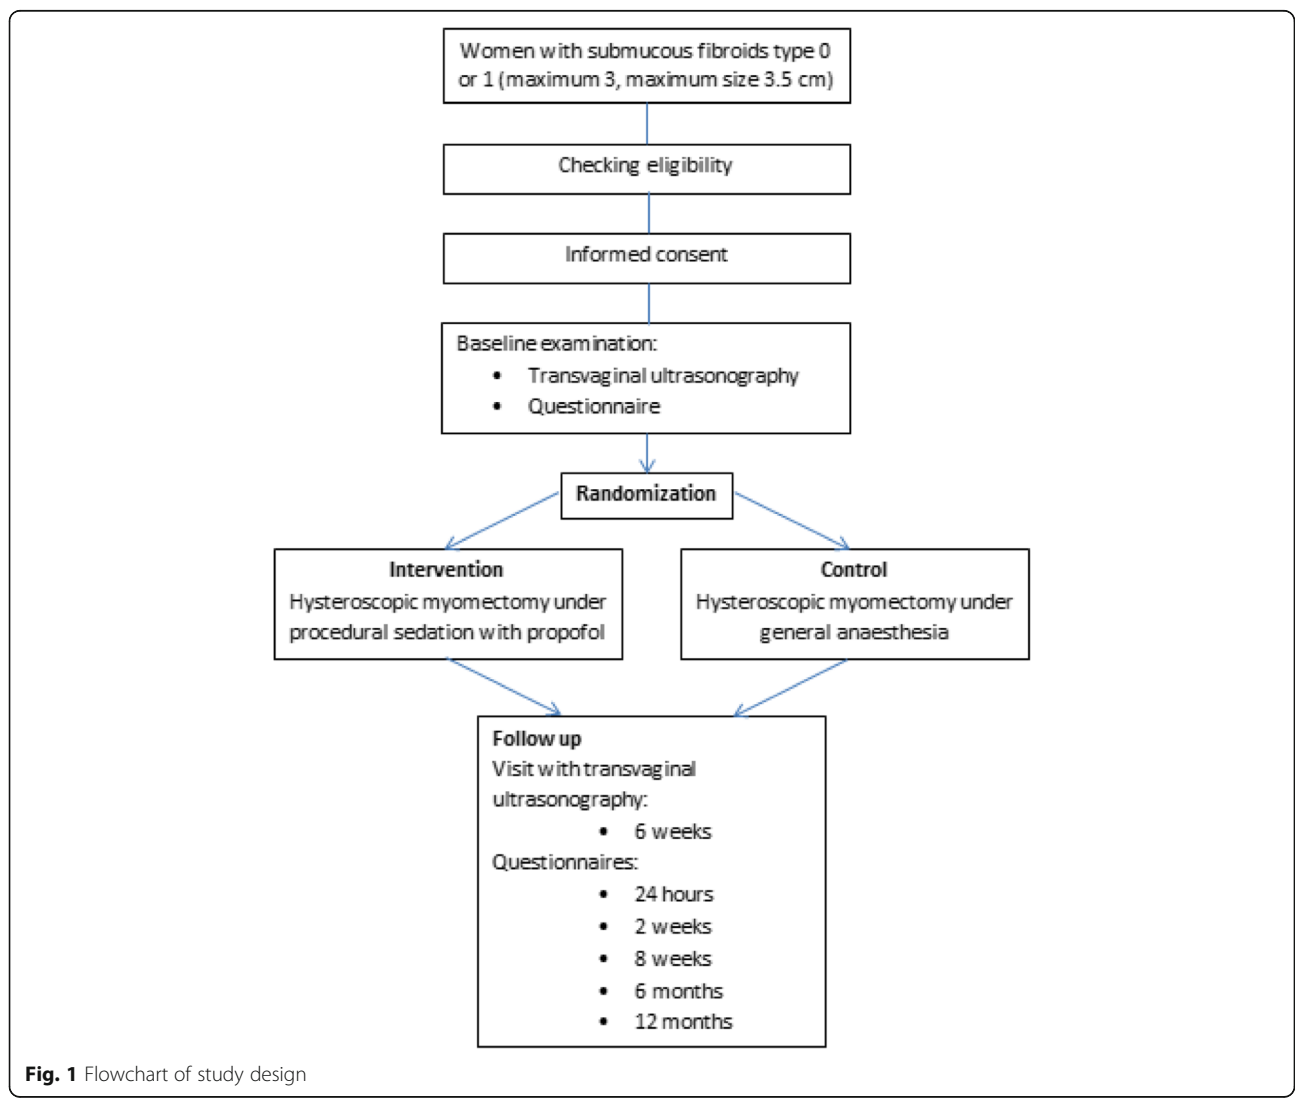 Women with submucous fibroids type 0
or 1 (maximum 3, maximum size 3.5 cm)
Checking eligibility
Informed consent
Baseline examination:
• Transvaginal ultrasonography
• Questionnaire
Randomization
Intervention
Hysteroscopic myomectomy under
procedural sedation with propofol
Control
Hysteroscopic myomectomy under
general anaesthesia
Follow up
Visit with transvaginal
ultrasonography:
• 6 weeks
Questionnaires:
• 24 hours
• 2 weeks
• 8 weeks
• 6 months
• 12 months
Fig. 1 Flowchart of study design